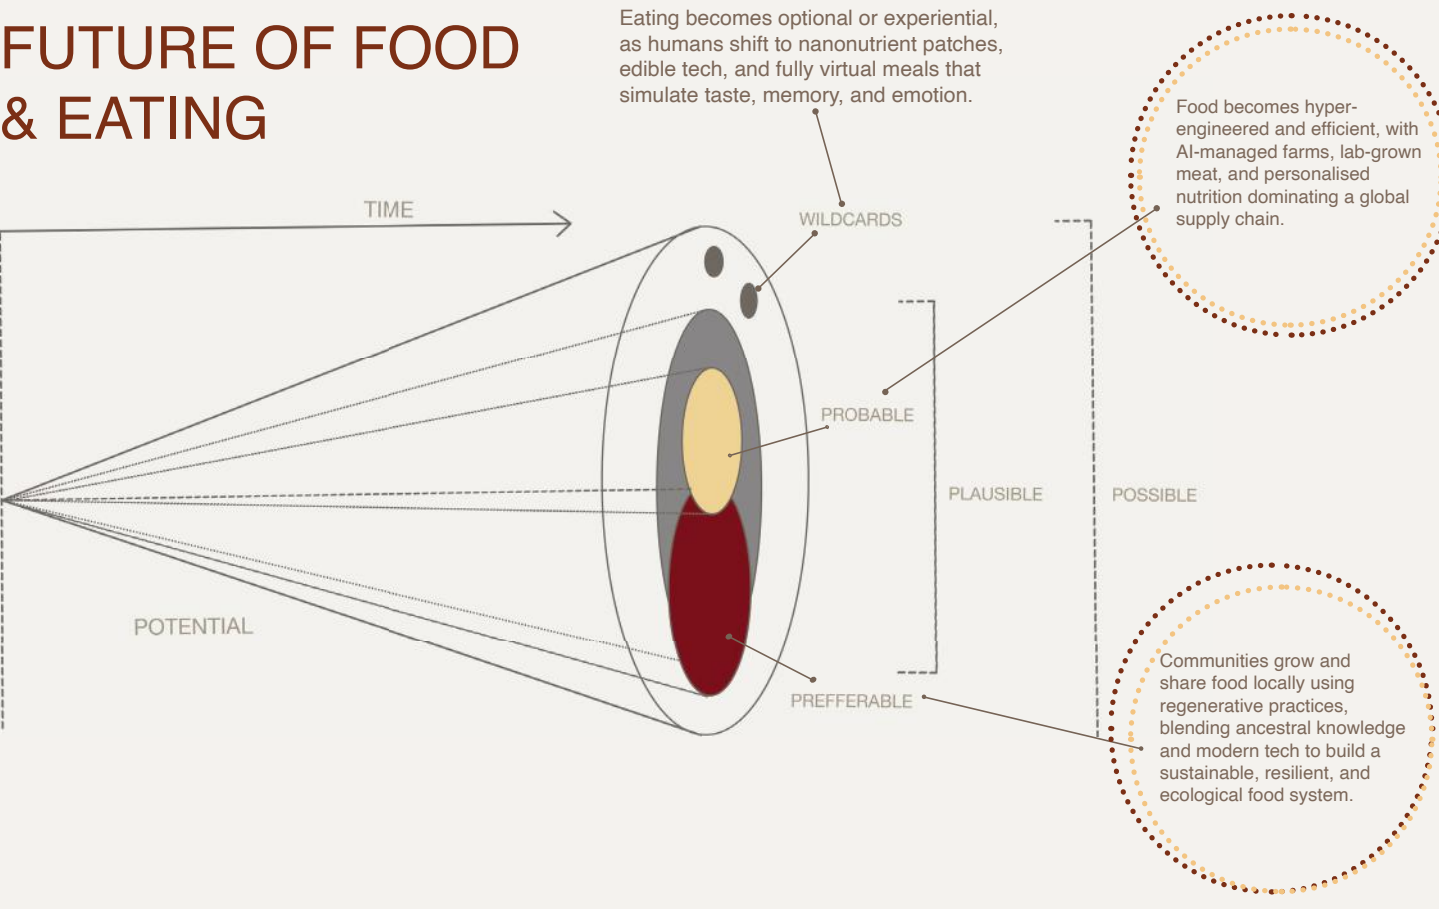 FUTURE OF FOOD
& EATING
Eating becomes optional or experiential,
as humans shift to nanonutrient patches,
edible tech, and fully virtual meals that
simulate taste, memory, and emotion.
Food becomes hyper-
engineered and efficient, with
AI-managed farms, lab-grown
meat, and personalised
nutrition dominating a global
supply chain.
TIME
WILDCARDS
PROBABLE
PLAUSIBLE
POSSIBLE
POTENTIAL
PREFFERABLE
Communities grow and
share food locally using
regenerative practices,
blending ancestral knowledge
and modern tech to build a
sustainable, resilient, and
ecological food system.